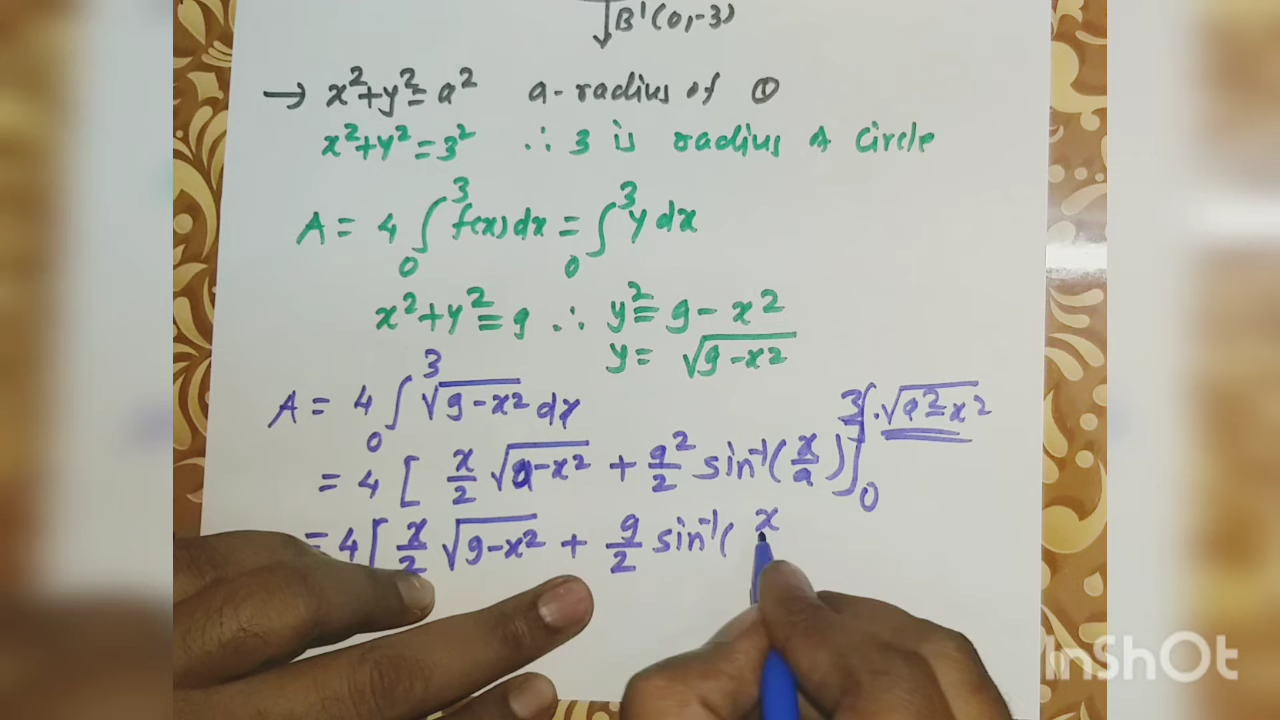 B'(0,-3)
→ x²+y²=a² a-radius of ①
x²+y²=3² ∴ 3 is radius of circle
A = 4 ∫₀³ f(x)dx = ∫₀³ y dx
x²+y²=9 ∴ y²=9-x²
y= √(9-x²)
A = 4 ∫₀³ √(9-x²) dx
∫.√(a²-x²)
= 4 [ x/2 √(a-x²) + a²/2 sin⁻¹(x/a) ]₀³
= 4 [ x/2 √(9-x²) + 9/2 sin⁻¹( x
InShOt